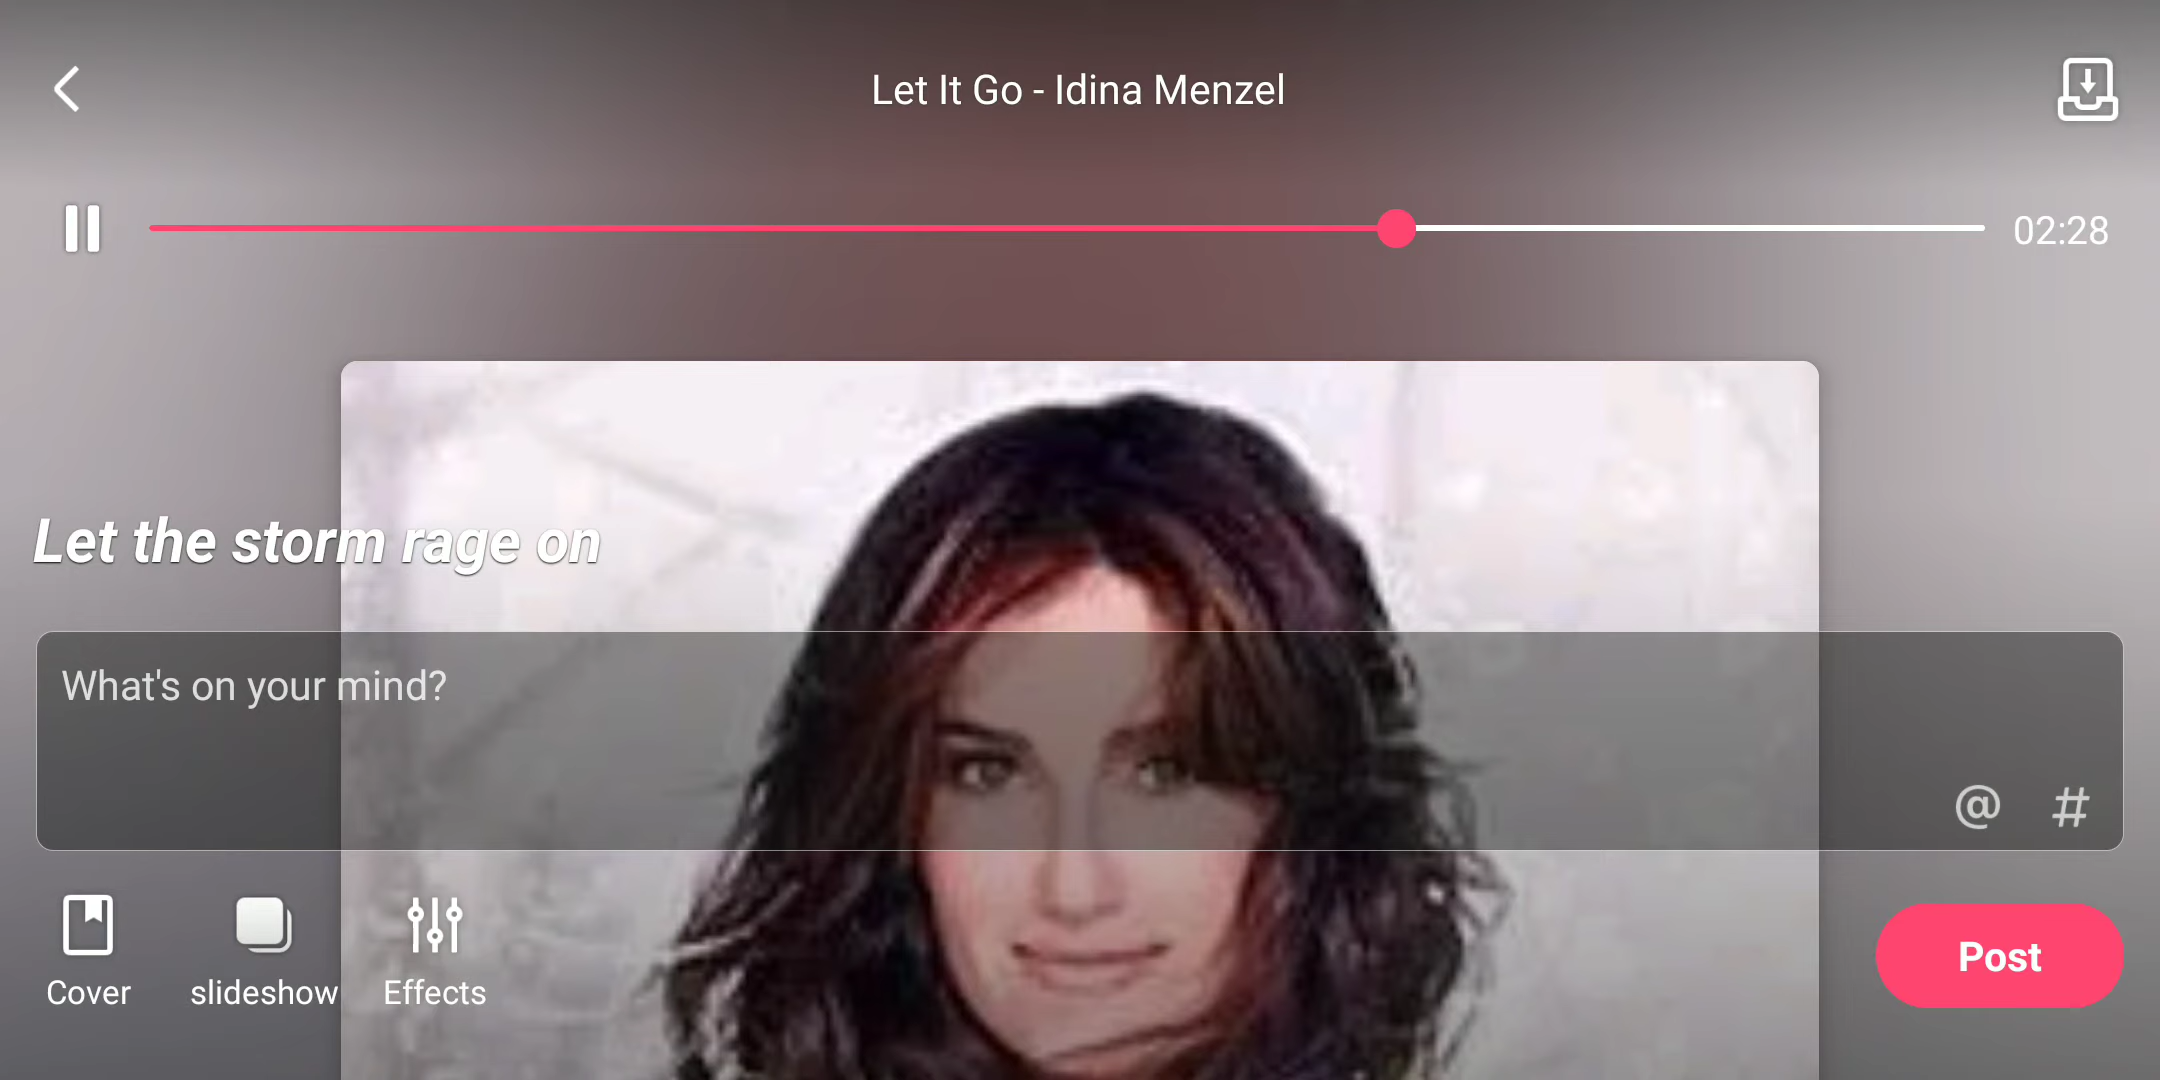 Let It Go - Idina Menzel
02:28
Let the storm rage on
What's on your mind?
@ #
Cover slideshow Effects
Post